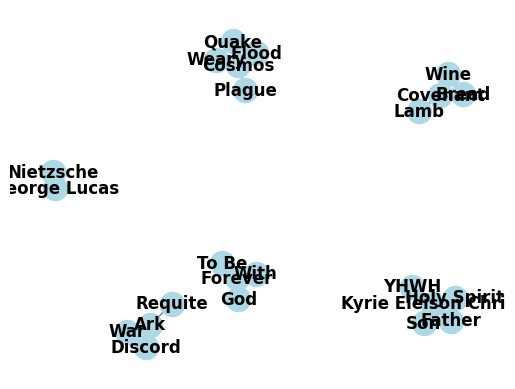 Quake
Flood
Weary
Cosmos
Plague
Wine
Covenant
Bread
Lamb
Nietzsche
eorge Lucas
To Be
With
Forever
God
Requite
Ark
War
Discord
YHWH
Holy Spirit
Kyrie Eleison Chri
Son
Father